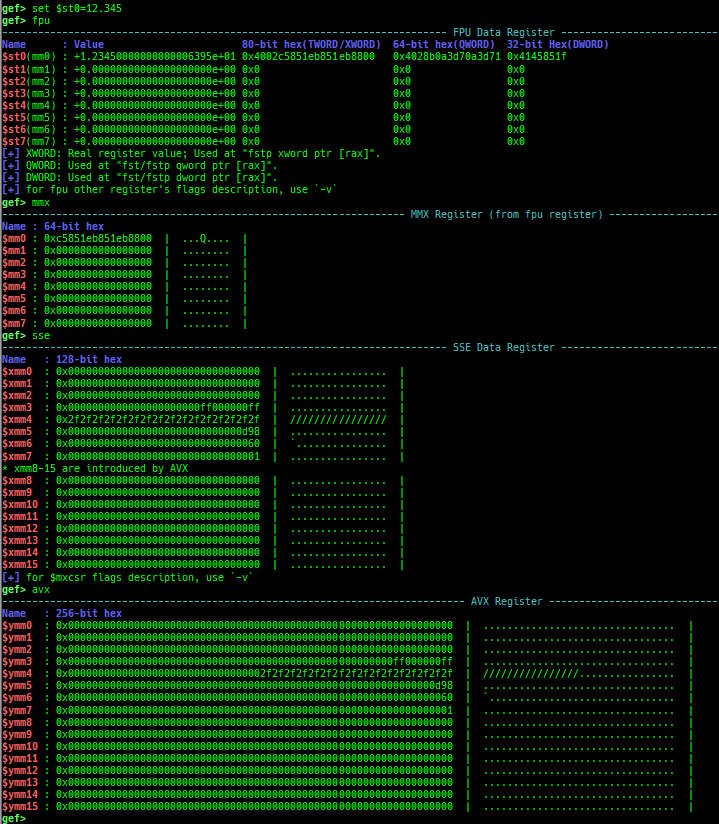 gef> set $st0=12.345
gef> fpu
FPU Data Register
Name      : Value                       80-bit hex(TWORD/XWORD)  64-bit hex(QWORD)  32-bit Hex(DWORD)
$st0(mm0) : +1.23450000000000006395e+01 0x4002c5851eb851eb8800   0x4028b0a3d70a3d71 0x4145851f
$st1(mm1) : +0.00000000000000000000e+00 0x0                      0x0                0x0
$st2(mm2) : +0.00000000000000000000e+00 0x0                      0x0                0x0
$st3(mm3) : +0.00000000000000000000e+00 0x0                      0x0                0x0
$st4(mm4) : +0.00000000000000000000e+00 0x0                      0x0                0x0
$st5(mm5) : +0.00000000000000000000e+00 0x0                      0x0                0x0
$st6(mm6) : +0.00000000000000000000e+00 0x0                      0x0                0x0
$st7(mm7) : +0.00000000000000000000e+00 0x0                      0x0                0x0
[+] XWORD: Real register value; Used at "fstp xword ptr [rax]".
[+] QWORD: Used at "fst/fstp qword ptr [rax]".
[+] DWORD: Used at "fst/fstp dword ptr [rax]".
[+] for fpu other register's flags description, use `-v`
gef> mmx
MMX Register (from fpu register)
Name : 64-bit hex
$mm0 : 0xc5851eb851eb8800  |  ...Q....  |
$mm1 : 0x0000000000000000  |  ........  |
$mm2 : 0x0000000000000000  |  ........  |
$mm3 : 0x0000000000000000  |  ........  |
$mm4 : 0x0000000000000000  |  ........  |
$mm5 : 0x0000000000000000  |  ........  |
$mm6 : 0x0000000000000000  |  ........  |
$mm7 : 0x0000000000000000  |  ........  |
gef> sse
SSE Data Register
Name   : 128-bit hex
$xmm0  : 0x00000000000000000000000000000000  |  ................  |
$xmm1  : 0x00000000000000000000000000000000  |  ................  |
$xmm2  : 0x00000000000000000000000000000000  |  ................  |
$xmm3  : 0x0000000000000000000000ff000000ff  |  ................  |
$xmm4  : 0x2f2f2f2f2f2f2f2f2f2f2f2f2f2f2f2f  |  ////////////////  |
$xmm5  : 0x00000000000000000000000000000d98  |  ................  |
$xmm6  : 0x00000000000000000000000000000060  |  `...............  |
$xmm7  : 0x00000000000000000000000000000001  |  ................  |
* xmm8-15 are introduced by AVX
$xmm8  : 0x00000000000000000000000000000000  |  ................  |
$xmm9  : 0x00000000000000000000000000000000  |  ................  |
$xmm10 : 0x00000000000000000000000000000000  |  ................  |
$xmm11 : 0x00000000000000000000000000000000  |  ................  |
$xmm12 : 0x00000000000000000000000000000000  |  ................  |
$xmm13 : 0x00000000000000000000000000000000  |  ................  |
$xmm14 : 0x00000000000000000000000000000000  |  ................  |
$xmm15 : 0x00000000000000000000000000000000  |  ................  |
[+] for $mxcsr flags description, use `-v`
gef> avx
AVX Register
Name   : 256-bit hex
$ymm0  : 0x0000000000000000000000000000000000000000000000000000000000000000  |  ................................  |
$ymm1  : 0x0000000000000000000000000000000000000000000000000000000000000000  |  ................................  |
$ymm2  : 0x0000000000000000000000000000000000000000000000000000000000000000  |  ................................  |
$ymm3  : 0x000000000000000000000000000000000000000000000000000000ff000000ff  |  ................................  |
$ymm4  : 0x000000000000000000000000000000002f2f2f2f2f2f2f2f2f2f2f2f2f2f2f2f  |  ////////////////................  |
$ymm5  : 0x0000000000000000000000000000000000000000000000000000000000000d98  |  ................................  |
$ymm6  : 0x0000000000000000000000000000000000000000000000000000000000000060  |  `...............................  |
$ymm7  : 0x0000000000000000000000000000000000000000000000000000000000000001  |  ................................  |
$ymm8  : 0x0000000000000000000000000000000000000000000000000000000000000000  |  ................................  |
$ymm9  : 0x0000000000000000000000000000000000000000000000000000000000000000  |  ................................  |
$ymm10 : 0x0000000000000000000000000000000000000000000000000000000000000000  |  ................................  |
$ymm11 : 0x0000000000000000000000000000000000000000000000000000000000000000  |  ................................  |
$ymm12 : 0x0000000000000000000000000000000000000000000000000000000000000000  |  ................................  |
$ymm13 : 0x0000000000000000000000000000000000000000000000000000000000000000  |  ................................  |
$ymm14 : 0x0000000000000000000000000000000000000000000000000000000000000000  |  ................................  |
$ymm15 : 0x0000000000000000000000000000000000000000000000000000000000000000  |  ................................  |
gef>